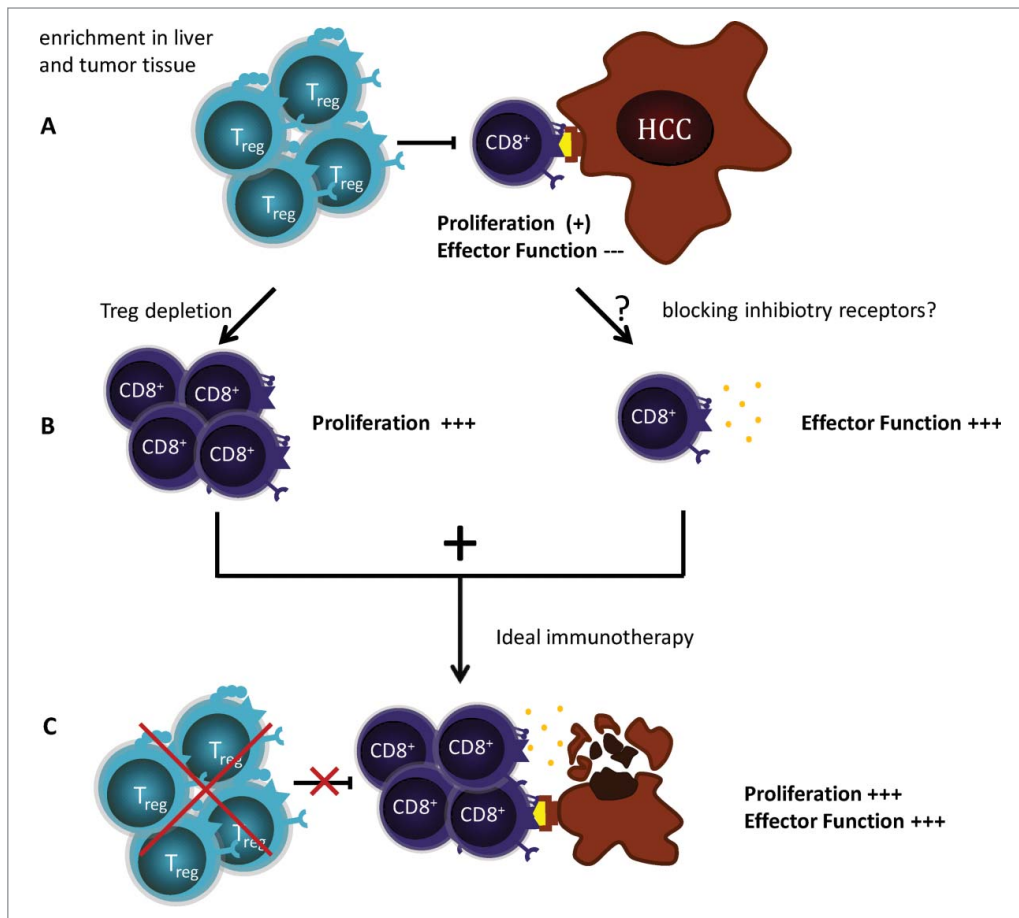 enrichment in liver
and tumor tissue
A
Treg
Treg
Treg
Treg
CD8+
HCC
Proliferation (+)
Effector Function ---
Treg depletion
?
blocking inhibiotry receptors?
B
CD8+
CD8+
CD8+
CD8+
Proliferation +++
CD8+
Effector Function +++
+
Ideal immunotherapy
C
Treg
Treg
Treg
Treg
CD8+
CD8+
CD8+
CD8+
Proliferation +++
Effector Function +++